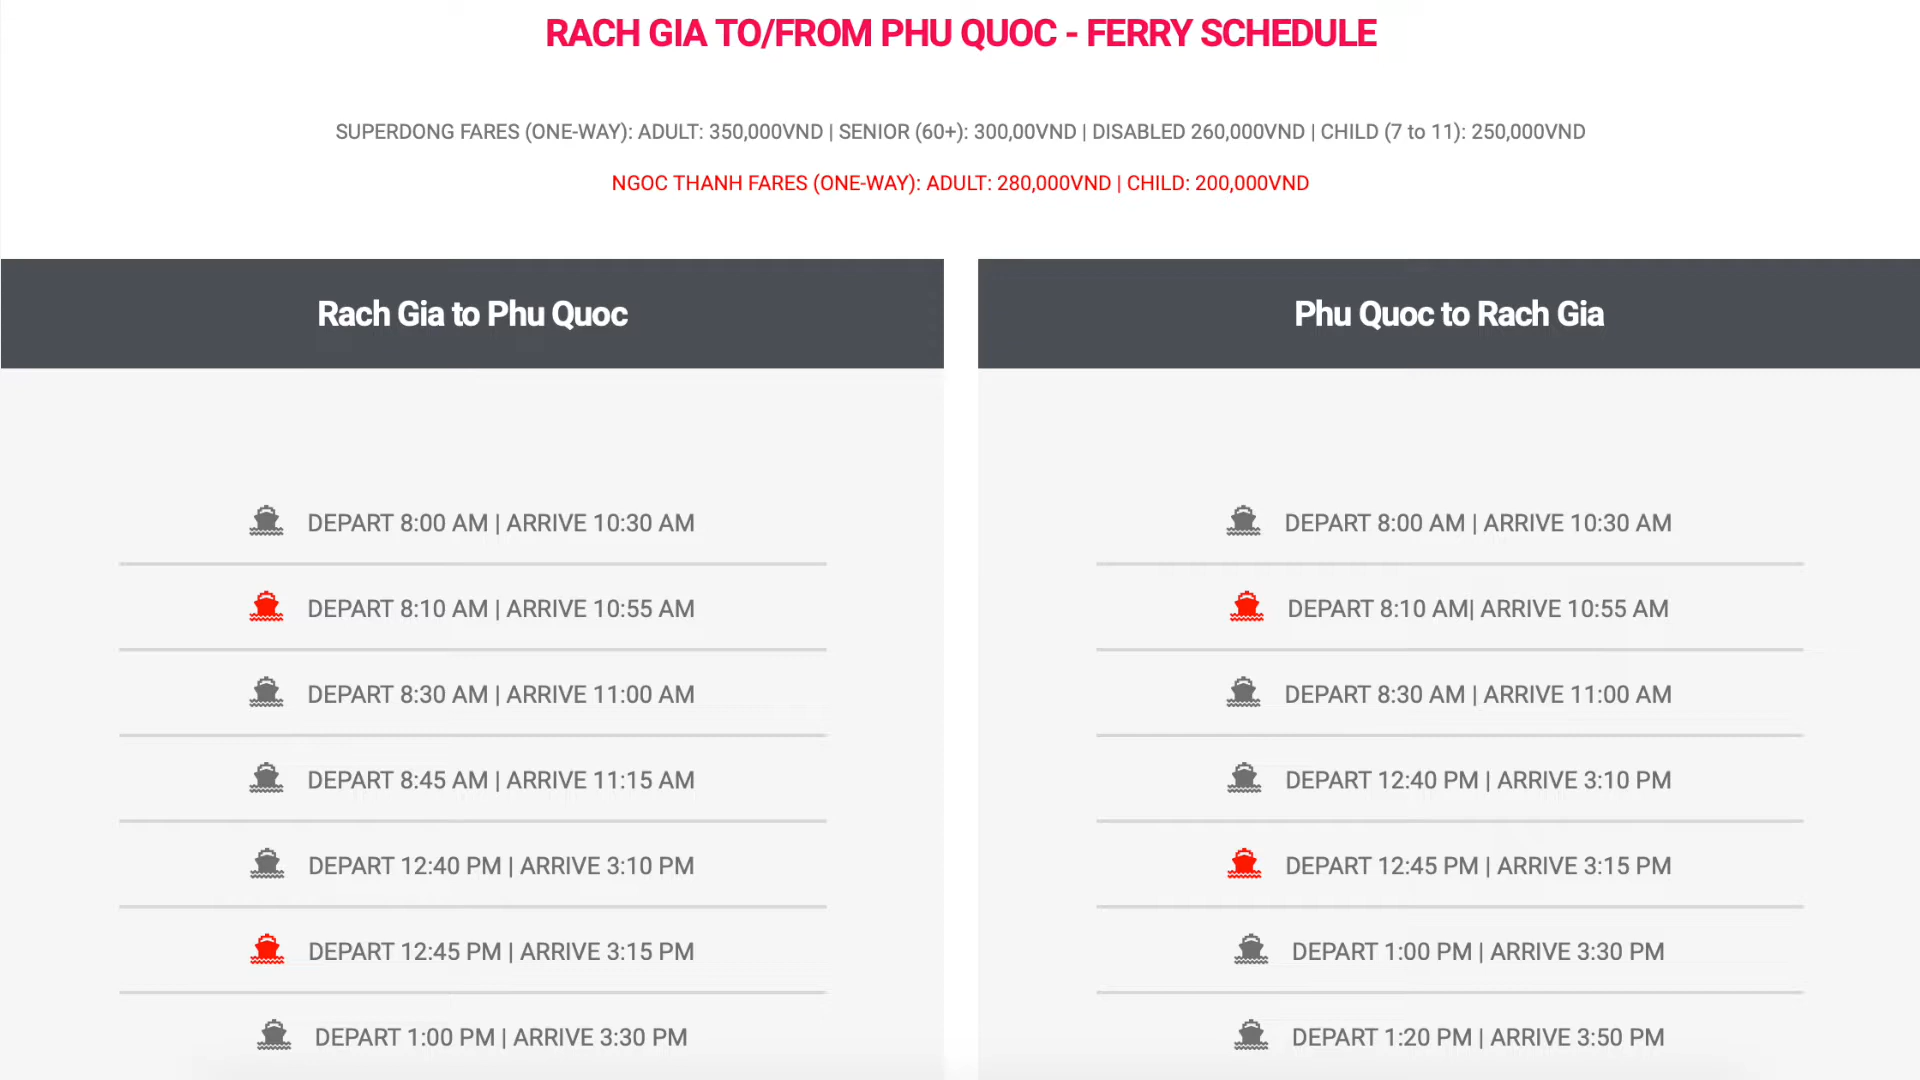 RACH GIA TO/FROM PHU QUOC - FERRY SCHEDULE
SUPERDONG FARES (ONE-WAY): ADULT: 350,000VND | SENIOR (60+): 300,00VND | DISABLED 260,000VND | CHILD (7 to 11): 250,000VND
NGOC THANH FARES (ONE-WAY): ADULT: 280,000VND | CHILD: 200,000VND
Rach Gia to Phu Quoc
DEPART 8:00 AM | ARRIVE 10:30 AM
DEPART 8:10 AM | ARRIVE 10:55 AM
DEPART 8:30 AM | ARRIVE 11:00 AM
DEPART 8:45 AM | ARRIVE 11:15 AM
DEPART 12:40 PM | ARRIVE 3:10 PM
DEPART 12:45 PM | ARRIVE 3:15 PM
DEPART 1:00 PM | ARRIVE 3:30 PM
Phu Quoc to Rach Gia
DEPART 8:00 AM | ARRIVE 10:30 AM
DEPART 8:10 AM| ARRIVE 10:55 AM
DEPART 8:30 AM | ARRIVE 11:00 AM
DEPART 12:40 PM | ARRIVE 3:10 PM
DEPART 12:45 PM | ARRIVE 3:15 PM
DEPART 1:00 PM | ARRIVE 3:30 PM
DEPART 1:20 PM | ARRIVE 3:50 PM